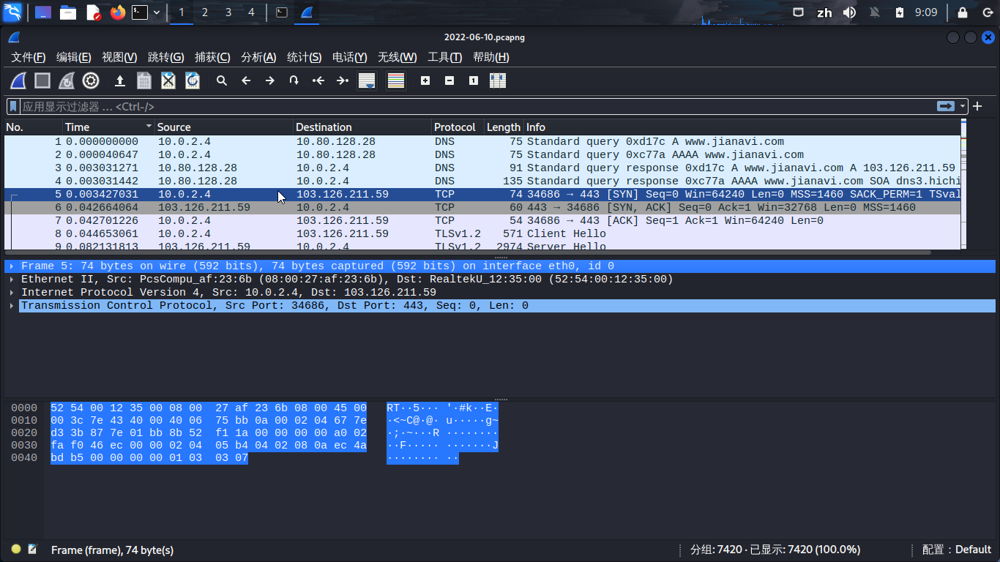 1 2 3 4 zh 9:09
2022-06-10.pcapng
文件(F) 编辑(E) 视图(V) 跳转(G) 捕获(C) 分析(A) 统计(S) 电话(Y) 无线(W) 工具(T) 帮助(H)
应用显示过滤器 … <Ctrl-/>
No. Time Source Destination Protocol Length Info
1 0.000000000 10.0.2.4 10.80.128.28 DNS 75 Standard query 0xd17c A www.jianavi.com
2 0.000040647 10.0.2.4 10.80.128.28 DNS 75 Standard query 0xc77a AAAA www.jianavi.com
3 0.003031271 10.80.128.28 10.0.2.4 DNS 91 Standard query response 0xd17c A www.jianavi.com A 103.126.211.59
4 0.003031442 10.80.128.28 10.0.2.4 DNS 135 Standard query response 0xc77a AAAA www.jianavi.com SOA dns3.hichi
5 0.003427031 10.0.2.4 103.126.211.59 TCP 74 34686 → 443 [SYN] Seq=0 Win=64240 Len=0 MSS=1460 SACK_PERM=1 TSval
6 0.042664064 103.126.211.59 10.0.2.4 TCP 60 443 → 34686 [SYN, ACK] Seq=0 Ack=1 Win=32768 Len=0 MSS=1460
7 0.042701226 10.0.2.4 103.126.211.59 TCP 54 34686 → 443 [ACK] Seq=1 Ack=1 Win=64240 Len=0
8 0.044653061 10.0.2.4 103.126.211.59 TLSv1.2 571 Client Hello
9 0.082131813 103.126.211.59 10.0.2.4 TLSv1.2 2974 Server Hello
Frame 5: 74 bytes on wire (592 bits), 74 bytes captured (592 bits) on interface eth0, id 0
Ethernet II, Src: PcsCompu_af:23:6b (08:00:27:af:23:6b), Dst: RealtekU_12:35:00 (52:54:00:12:35:00)
Internet Protocol Version 4, Src: 10.0.2.4, Dst: 103.126.211.59
Transmission Control Protocol, Src Port: 34686, Dst Port: 443, Seq: 0, Len: 0
0000 52 54 00 12 35 00 08 00 27 af 23 6b 08 00 45 00 RT··5··· '·#k··E·
0010 00 3c 7e 43 40 00 40 06 75 bb 0a 00 02 04 67 7e ·<~C@·@· u·····g~
0020 d3 3b 87 7e 01 bb 8b 52 f1 1a 00 00 00 00 a0 02 ·;·~···R ········
0030 fa f0 46 ec 00 00 02 04 05 b4 04 02 08 0a ec 4a ··F····· ·······J
0040 bd b5 00 00 00 00 01 03 03 07 ········ ··
Frame (frame), 74 byte(s) 分组: 7420 · 已显示: 7420 (100.0%) 配置：Default